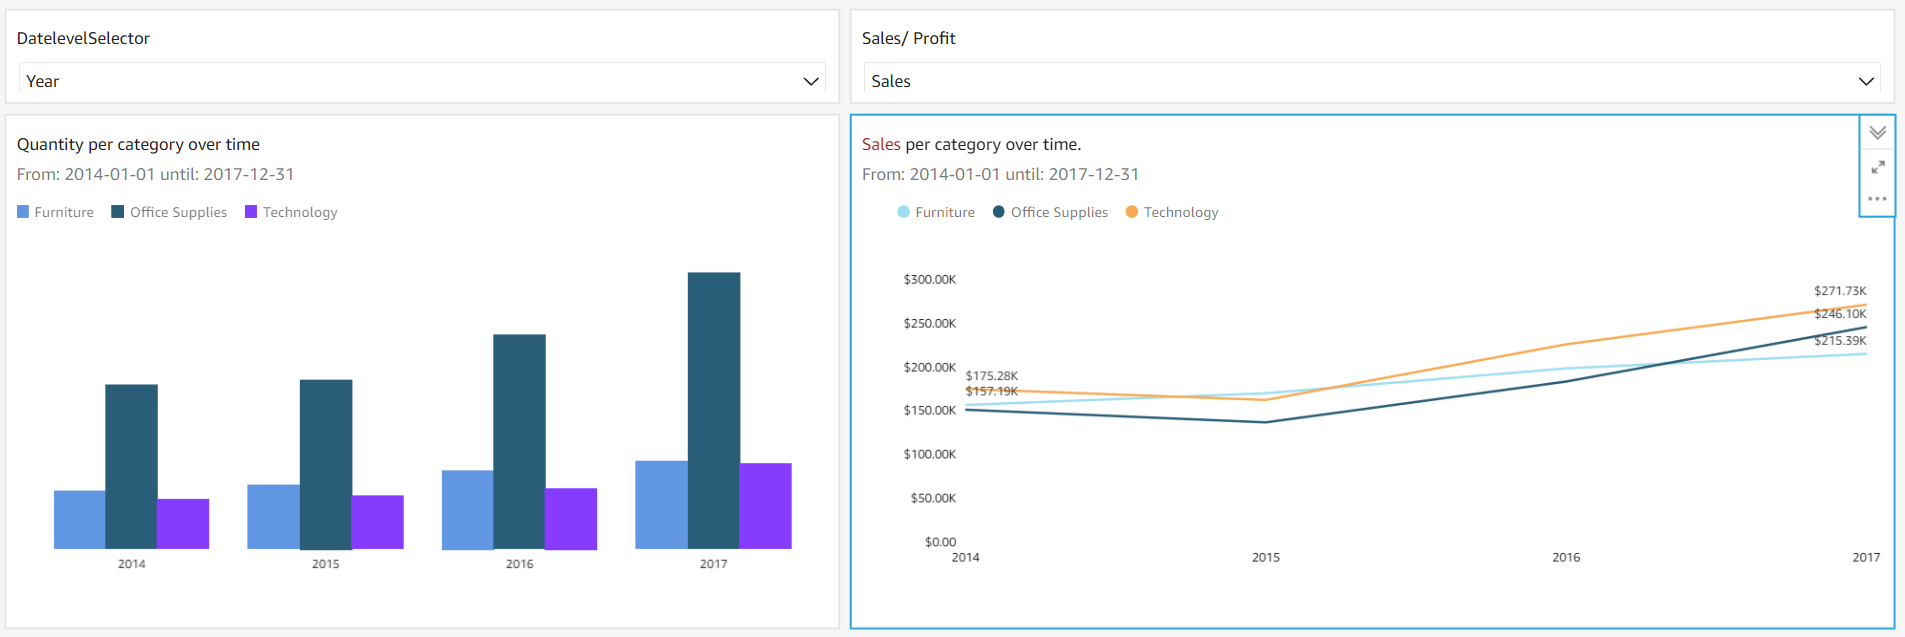 DatelevelSelector
Year
Sales/ Profit
Sales
Quantity per category over time
From: 2014-01-01 until: 2017-12-31
Furniture Office Supplies Technology
2014 2015 2016 2017
Sales per category over time.
From: 2014-01-01 until: 2017-12-31
Furniture Office Supplies Technology
$300.00K
$250.00K
$200.00K
$150.00K
$100.00K
$50.00K
$0.00
$175.28K
$157.19K
$271.73K
$246.10K
$215.39K
2014 2015 2016 2017